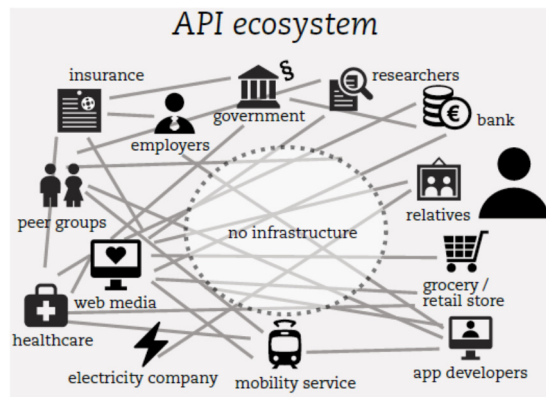 API ecosystem
insurance
§
researchers
government
employers
bank
peer groups
relatives
no infrastructure
web media
grocery /
retail store
healthcare
electricity company
mobility service
app developers
€